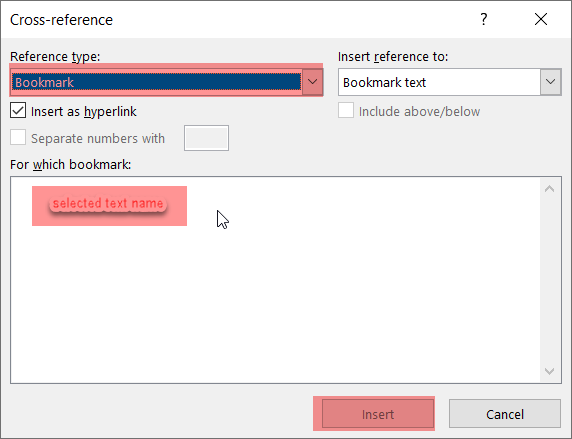 Cross-reference ?
Reference type: Insert reference to:
Bookmark Bookmark text
Insert as hyperlink Include above/below
Separate numbers with
For which bookmark:
selected text name
Insert Cancel